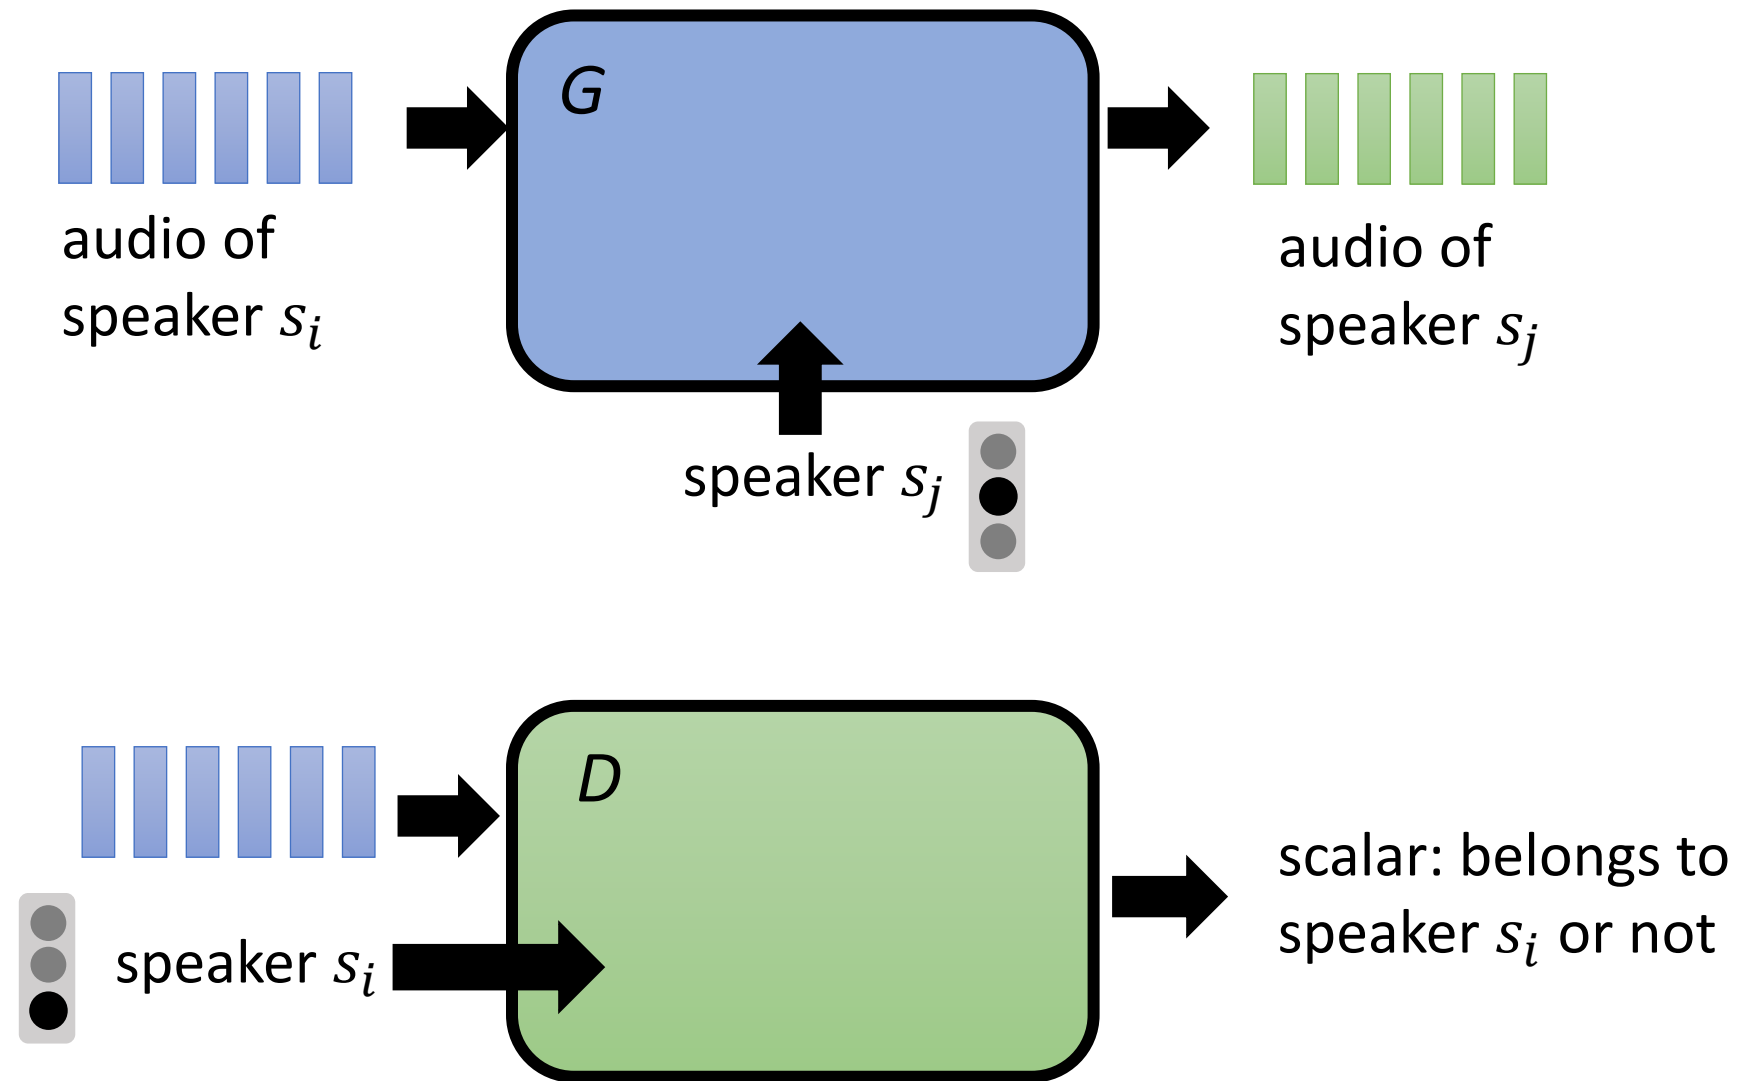 G
audio of
speaker sᵢ
audio of
speaker sⱼ
speaker sⱼ
D
speaker sᵢ
scalar: belongs to
speaker sᵢ or not